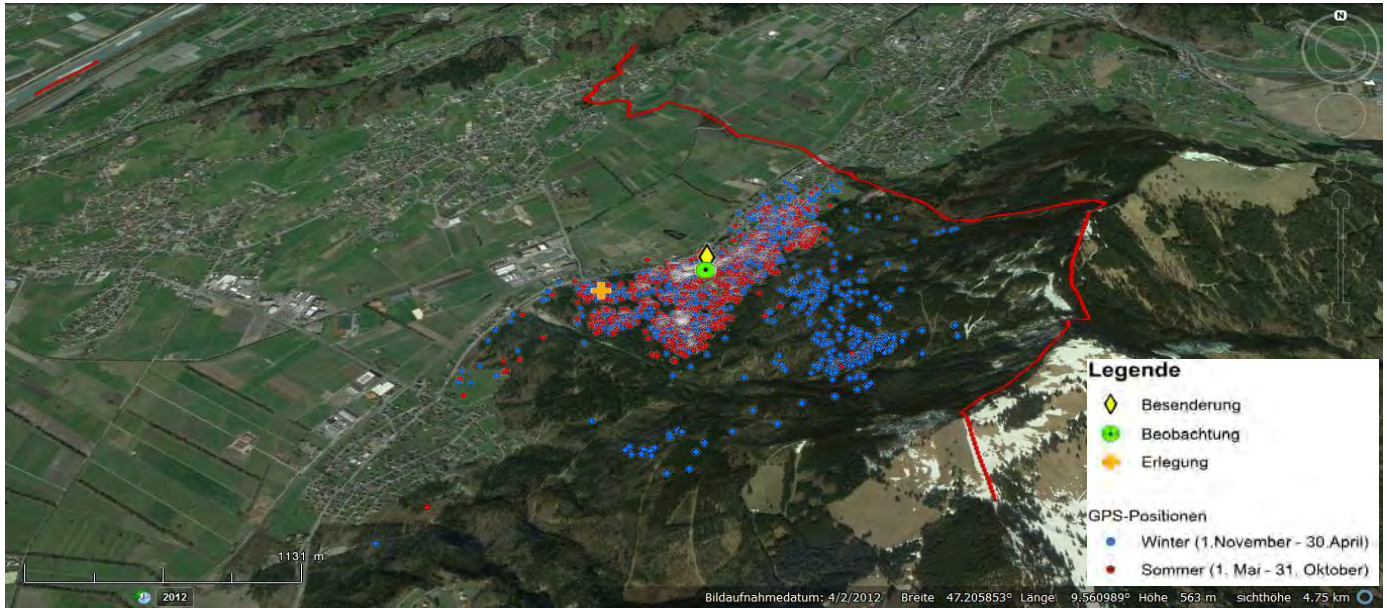 N
Legende
Besenderung
Beobachtung
Erlegung
GPS-Positionen
Winter (1.November - 30.April)
Sommer (1. Mai - 31. Oktober)
1131 m
2012
Bildaufnahmedatum: 4/2/2012 Breite 47.205853° Länge 9.560989° Höhe 563 m sichthöhe 4.75 km